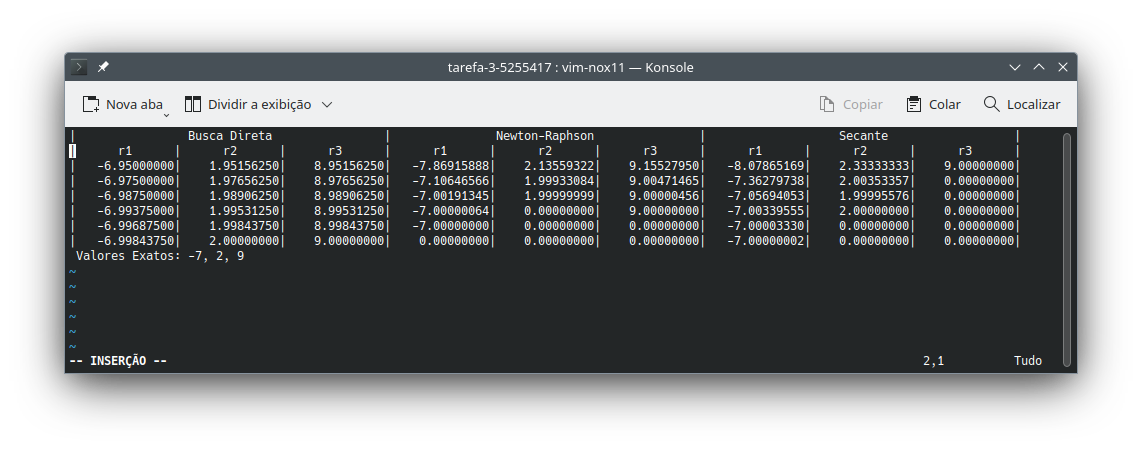 tarefa-3-5255417 : vim-nox11 — Konsole
Nova aba Dividir a exibição Copiar Colar Localizar
| Busca Direta | Newton-Raphson | Secante |
| r1 | r2 | r3 | r1 | r2 | r3 | r1 | r2 | r3 |
| -6.95000000| 1.95156250| 8.95156250| -7.86915888| 2.13559322| 9.15527950| -8.07865169| 2.33333333| 9.00000000|
| -6.97500000| 1.97656250| 8.97656250| -7.10646566| 1.99933084| 9.00471465| -7.36279738| 2.00353357| 0.00000000|
| -6.98750000| 1.98906250| 8.98906250| -7.00191345| 1.99999999| 9.00000456| -7.05694053| 1.99995576| 0.00000000|
| -6.99375000| 1.99531250| 8.99531250| -7.00000064| 0.00000000| 9.00000000| -7.00339555| 2.00000000| 0.00000000|
| -6.99687500| 1.99843750| 8.99843750| -7.00000000| 0.00000000| 0.00000000| -7.00003330| 0.00000000| 0.00000000|
| -6.99843750| 2.00000000| 9.00000000| 0.00000000| 0.00000000| 0.00000000| -7.00000002| 0.00000000| 0.00000000|
Valores Exatos: -7, 2, 9
~
~
~
~
~
~
-- INSERÇÃO -- 2,1 Tudo